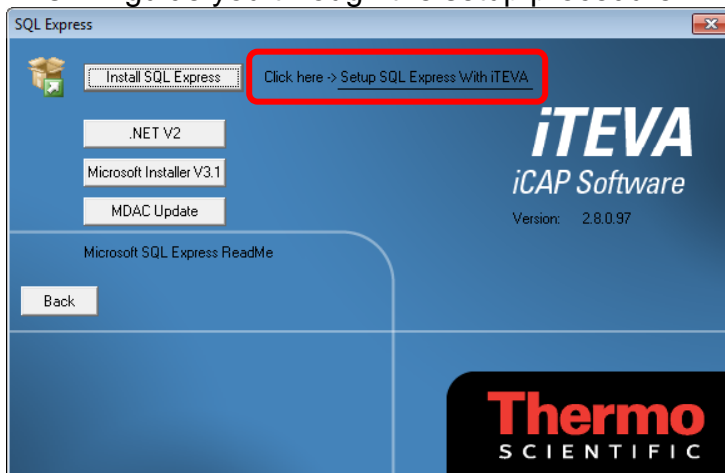 SQL Express
Install SQL Express
Click here -> Setup SQL Express With iTEVA
.NET V2
Microsoft Installer V3.1
MDAC Update
Microsoft SQL Express ReadMe
Back
iTEVA
iCAP Software
Version: 2.8.0.97
Thermo
SCIENTIFIC